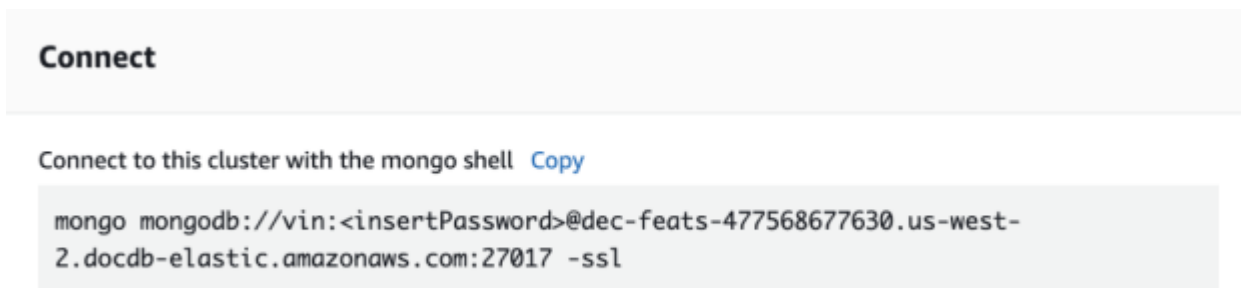 Connect
Connect to this cluster with the mongo shell Copy
mongo mongodb://vin:<insertPassword>@dec-feats-477568677630.us-west-
2.docdb-elastic.amazonaws.com:27017 -ssl